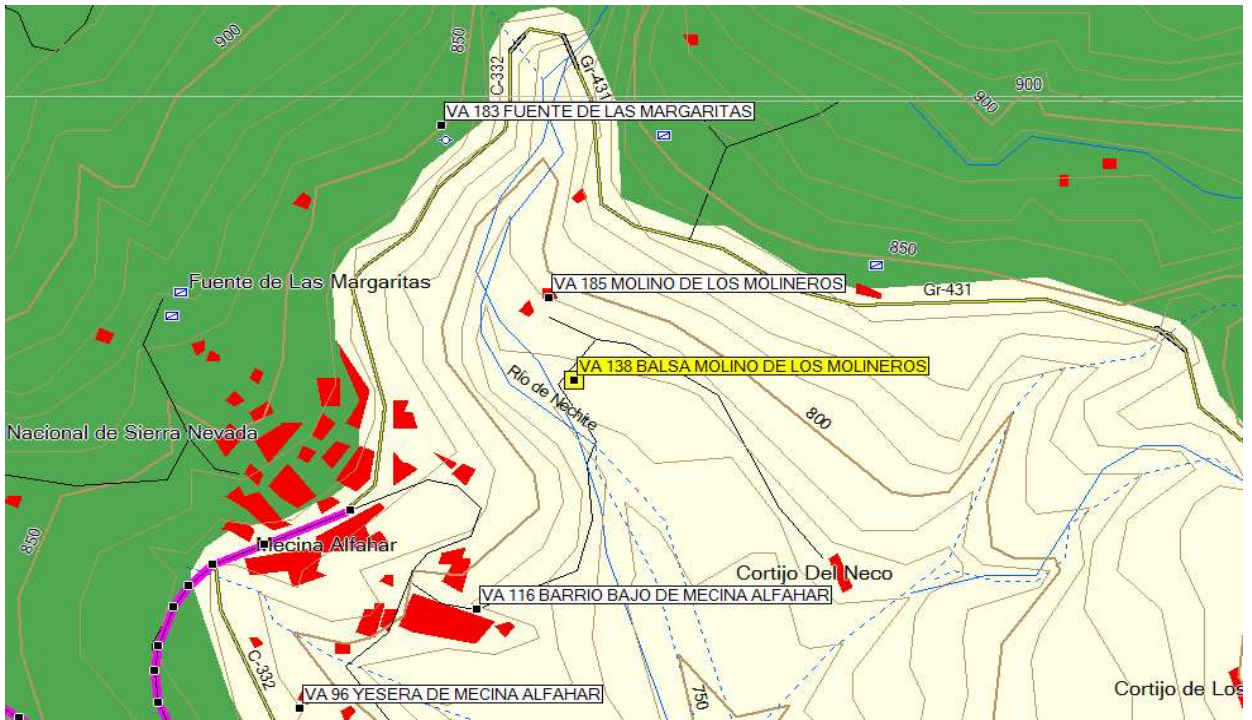 900
850
C-332
Gr-431
900
900
VA 183 FUENTE DE LAS MARGARITAS
850
Fuente de Las Margaritas
VA 185 MOLINO DE LOS MOLINEROS
Gr-431
VA 138 BALSA MOLINO DE LOS MOLINEROS
Río de Nechite
800
Nacional de Sierra Nevada
850
Mecina Alfahar
Cortijo Del Neco
VA 116 BARRIO BAJO DE MECINA ALFAHAR
C-332
VA 96 YESERA DE MECINA ALFAHAR
750
Cortijo de Los